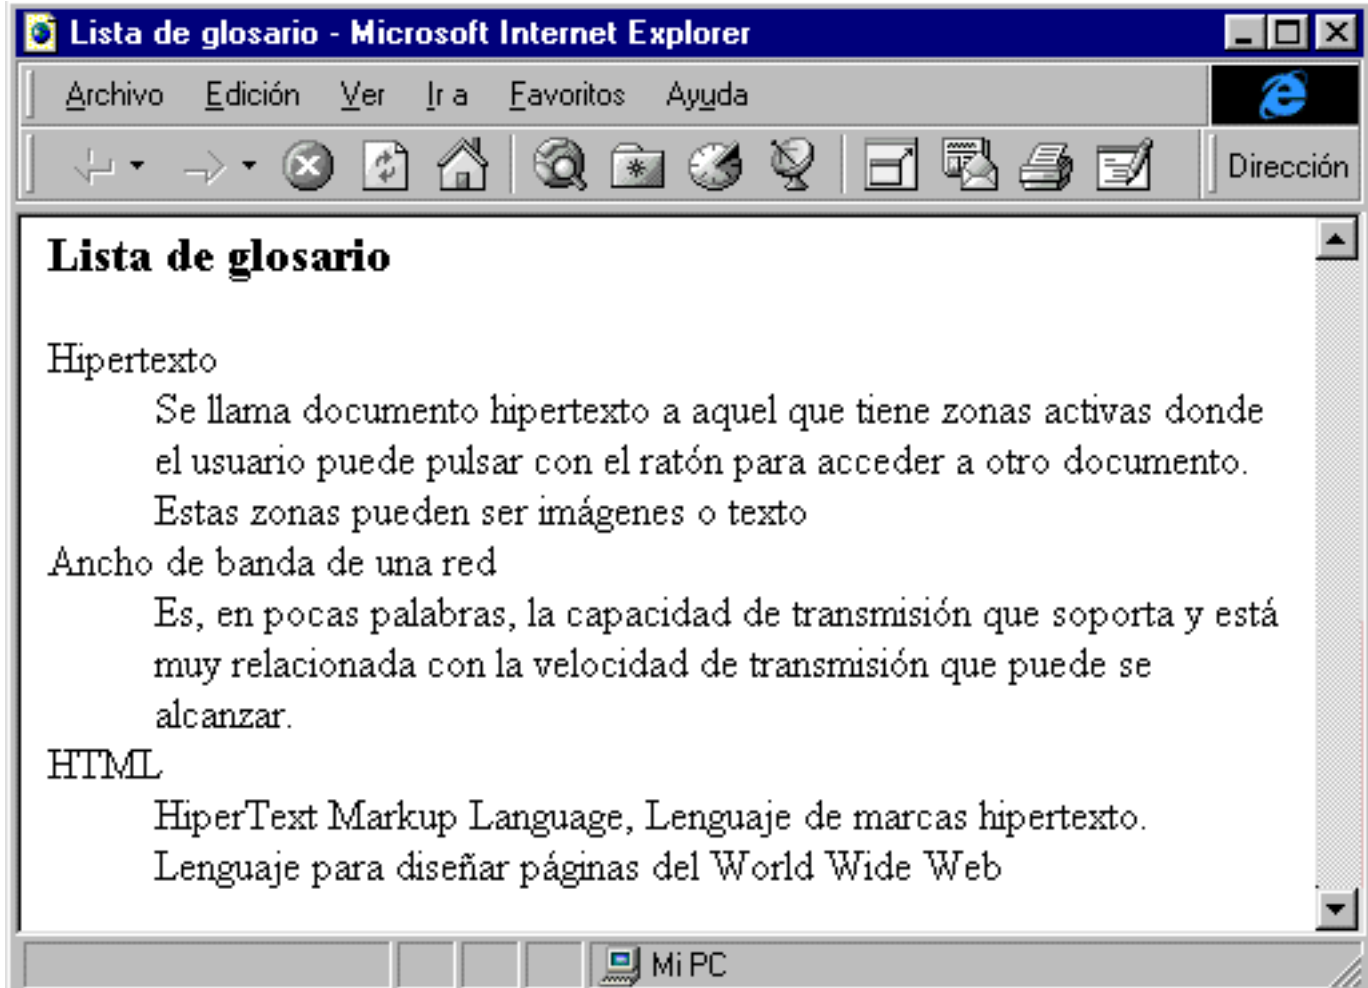 Lista de glosario - Microsoft Internet Explorer
Archivo Edición Ver Ir a Favoritos Ayuda
Dirección
Lista de glosario
Hipertexto
Se llama documento hipertexto a aquel que tiene zonas activas donde
el usuario puede pulsar con el ratón para acceder a otro documento.
Estas zonas pueden ser imágenes o texto
Ancho de banda de una red
Es, en pocas palabras, la capacidad de transmisión que soporta y está
muy relacionada con la velocidad de transmisión que puede se
alcanzar.
HTML
HiperText Markup Language, Lenguaje de marcas hipertexto.
Lenguaje para diseñar páginas del World Wide Web
Mi PC